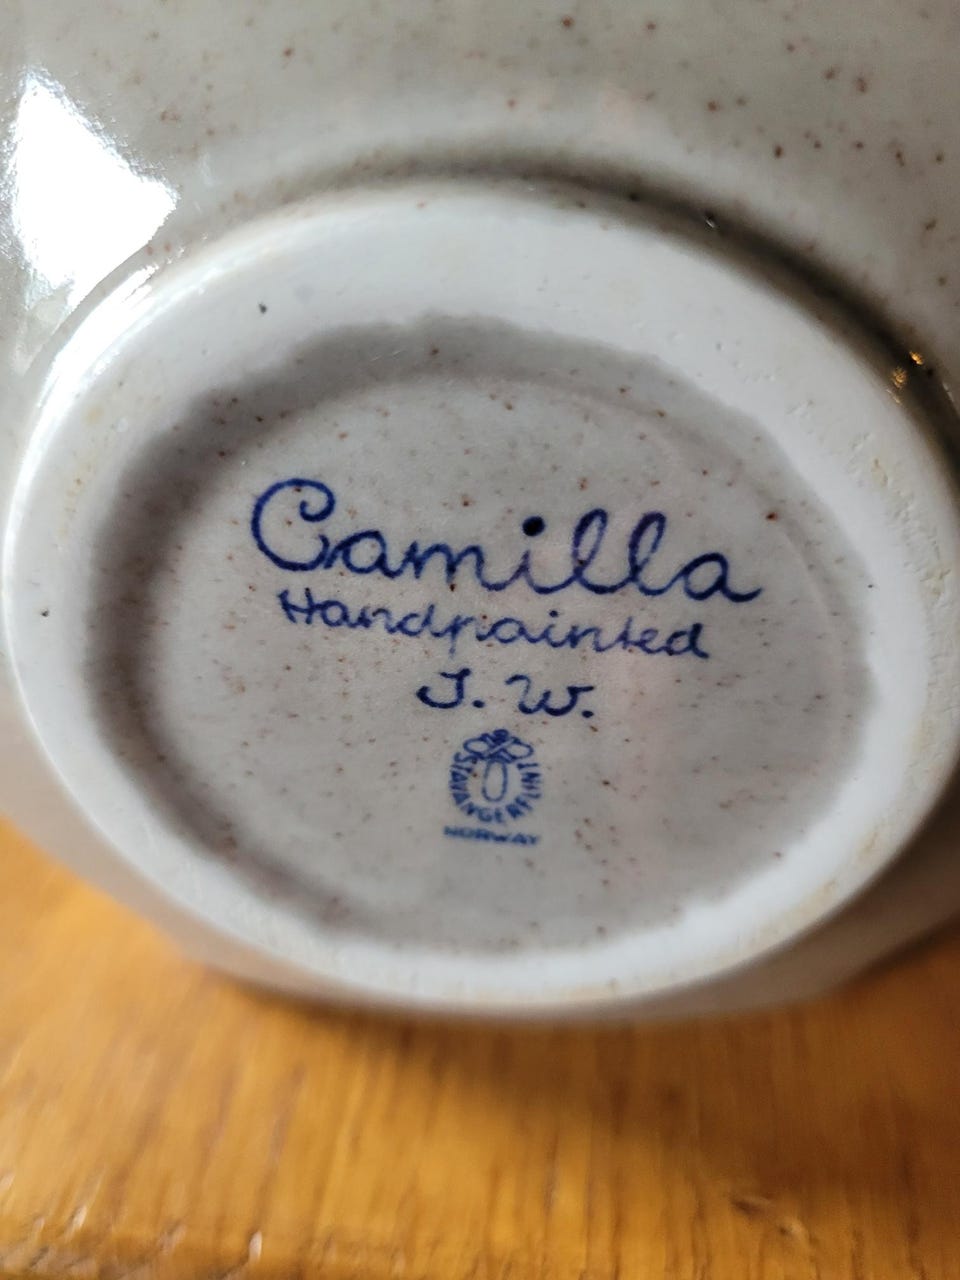 Camilla
Handpainted
I. W.
STAVANGERFLINT
NORWAY